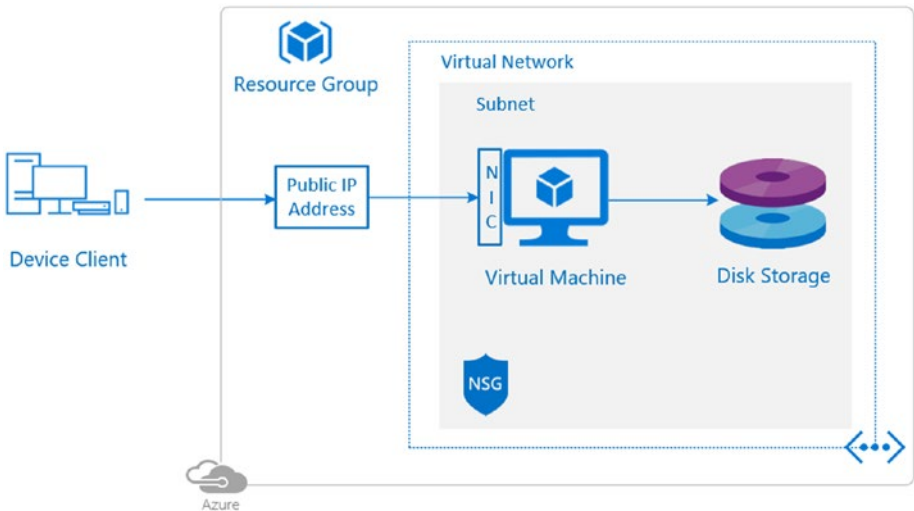 Resource Group
Virtual Network
Subnet
Device Client
Public IP
Address
N
I
C
Virtual Machine
Disk Storage
NSG
Azure